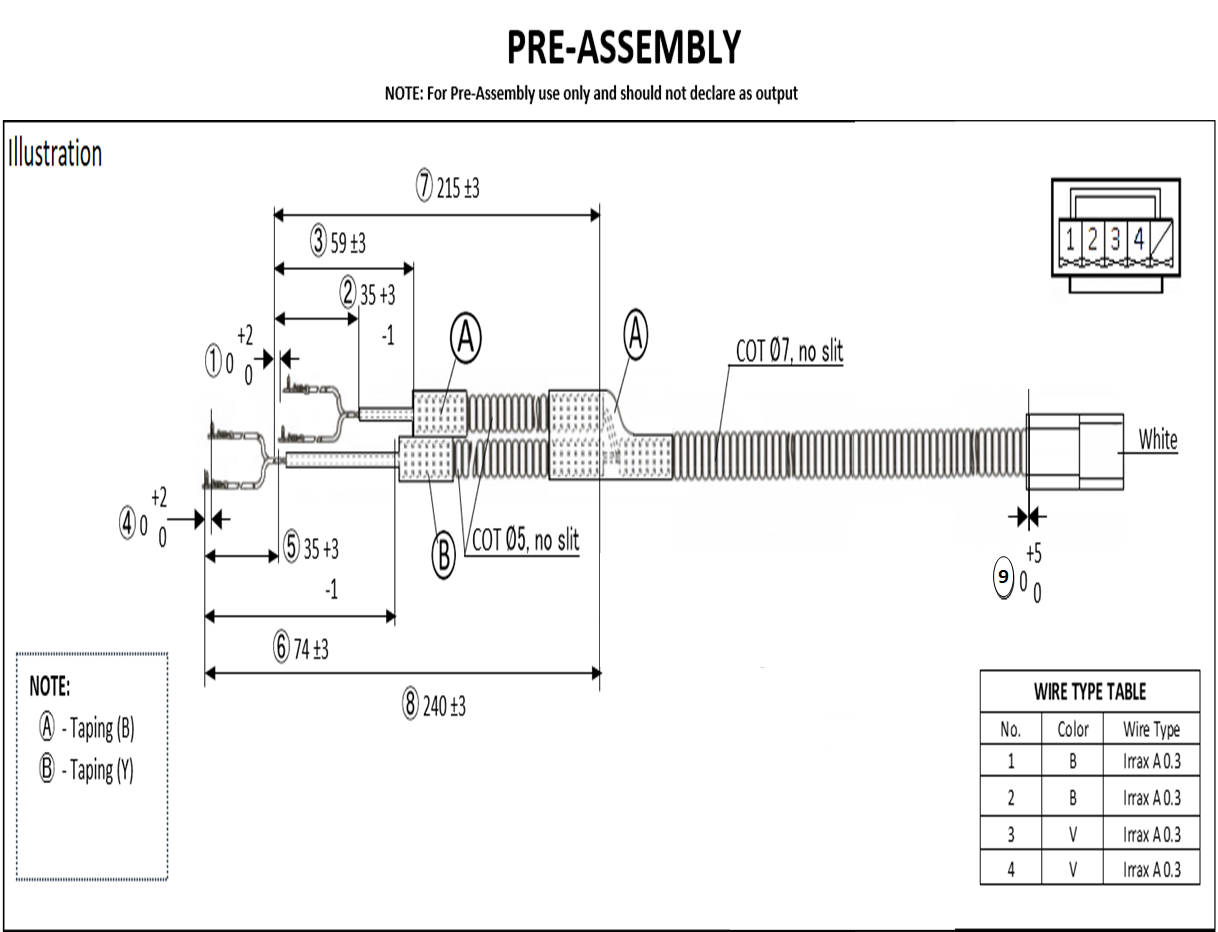 PRE-ASSEMBLY
NOTE: For Pre-Assembly use only and should not declare as output
Illustration
⑦ 215 ±3
③ 59 ±3
② 35 +3
-1
+2
① 0
0
A
A
COT Ø7, no slit
1 2 3 4
White
+2
④ 0
0
⑤ 35 +3
-1
B
COT Ø5, no slit
+5
⑨ 0
0
⑥ 74 ±3
⑧ 240 ±3
NOTE:
Ⓐ - Taping (B)
Ⓑ - Taping (Y)
WIRE TYPE TABLE
No. Color Wire Type
1 B Irrax A 0.3
2 B Irrax A 0.3
3 V Irrax A 0.3
4 V Irrax A 0.3